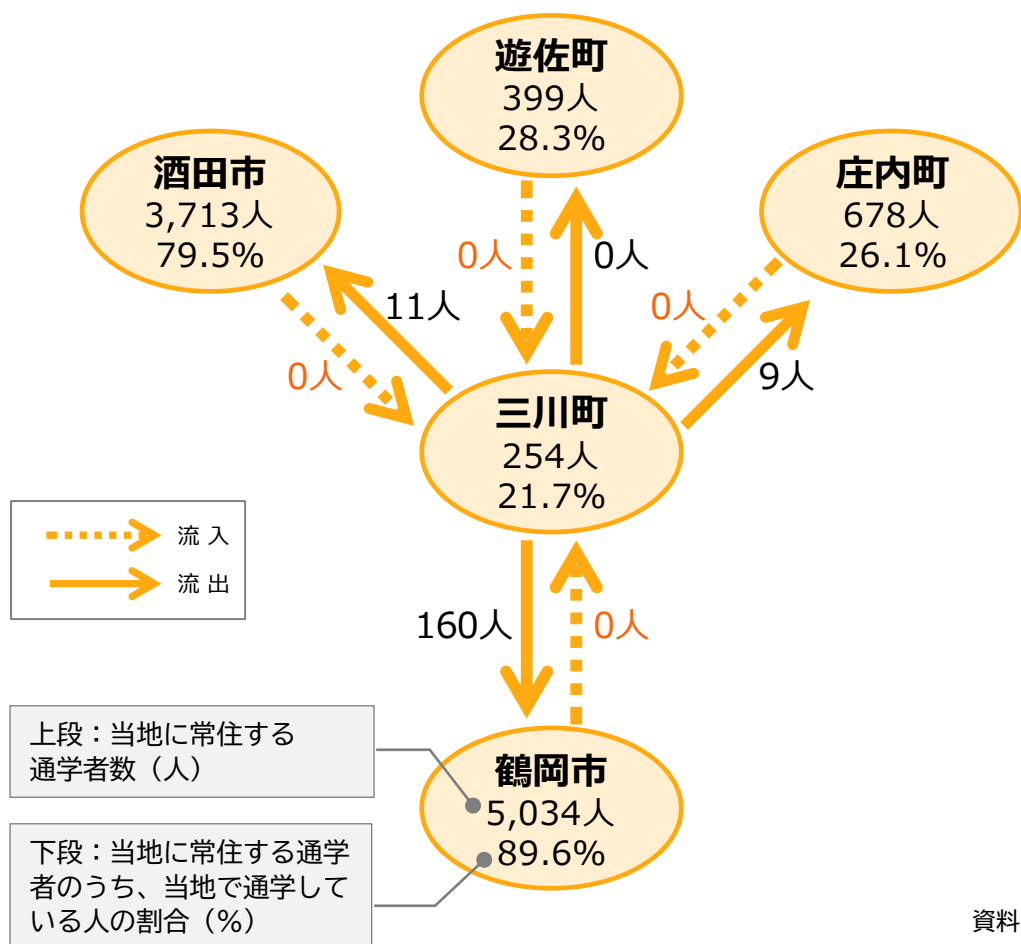 遊佐町
399人
28.3%
酒田市
3,713人
79.5%
庄内町
678人
26.1%
0人
0人
11人
0人
0人
9人
三川町
254人
21.7%
流 入
流 出
160人
0人
上段：当地に常住する
通学者数（人）
鶴岡市
5,034人
89.6%
下段：当地に常住する通学
者のうち、当地で通学して
いる人の割合（%）
資料